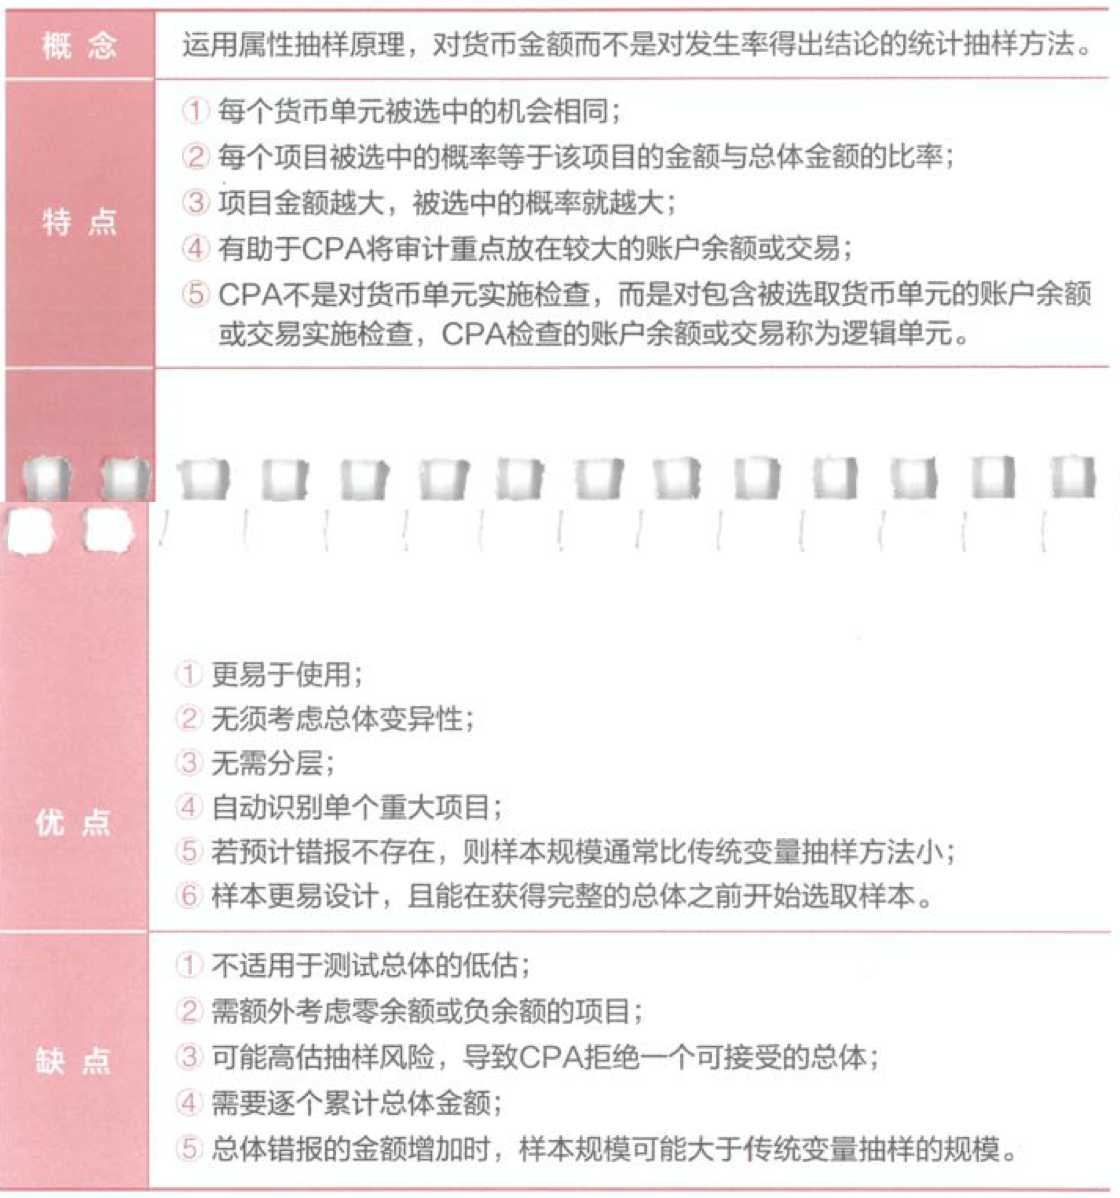 概 念
运用属性抽样原理，对货币金额而不是对发生率得出结论的统计抽样方法。
特 点
① 每个货币单元被选中的机会相同；
② 每个项目被选中的概率等于该项目的金额与总体金额的比率；
③ 项目金额越大，被选中的概率就越大；
④ 有助于CPA将审计重点放在较大的账户余额或交易；
⑤ CPA不是对货币单元实施检查，而是对包含被选取货币单元的账户余额
或交易实施检查，CPA检查的账户余额或交易称为逻辑单元。
优 点
① 更易于使用；
② 无须考虑总体变异性；
③ 无需分层；
④ 自动识别单个重大项目；
⑤ 若预计错报不存在，则样本规模通常比传统变量抽样方法小；
⑥ 样本更易设计，且能在获得完整的总体之前开始选取样本。
缺 点
① 不适用于测试总体的低估；
② 需额外考虑零余额或负余额的项目；
③ 可能高估抽样风险，导致CPA拒绝一个可接受的总体；
④ 需要逐个累计总体金额；
⑤ 总体错报的金额增加时，样本规模可能大于传统变量抽样的规模。